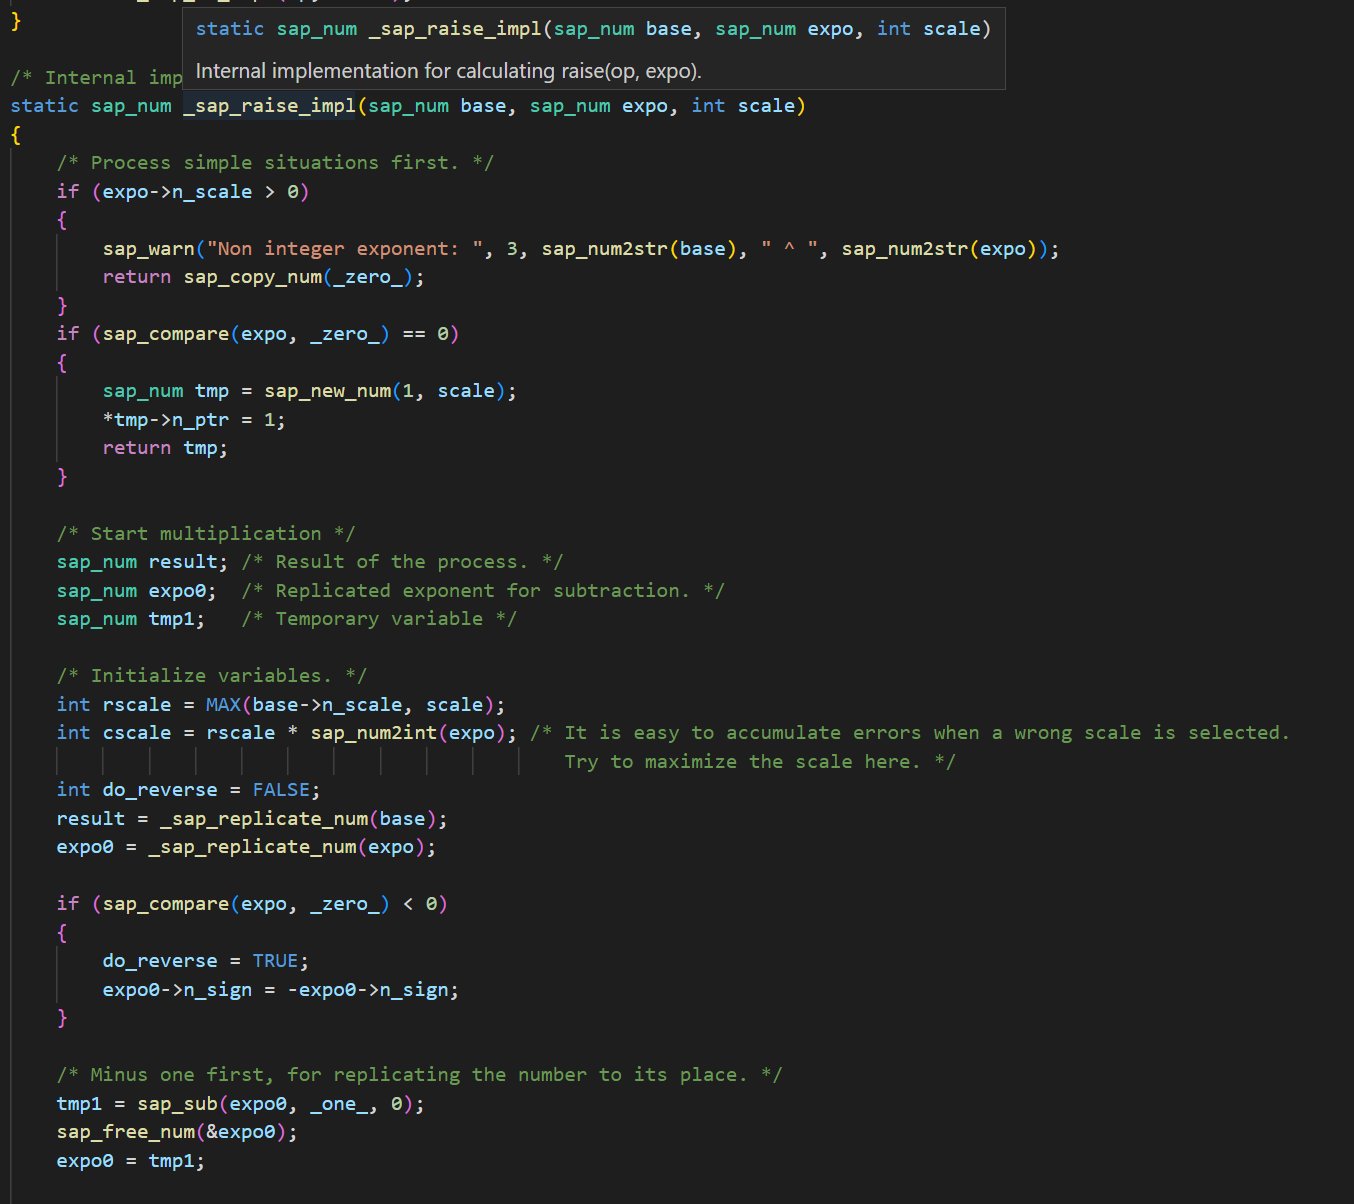 }
static sap_num _sap_raise_impl(sap_num base, sap_num expo, int scale)
Internal implementation for calculating raise(op, expo).
/* Internal imp
static sap_num _sap_raise_impl(sap_num base, sap_num expo, int scale)
{
    /* Process simple situations first. */
    if (expo->n_scale > 0)
    {
        sap_warn("Non integer exponent: ", 3, sap_num2str(base), " ^ ", sap_num2str(expo));
        return sap_copy_num(_zero_);
    }
    if (sap_compare(expo, _zero_) == 0)
    {
        sap_num tmp = sap_new_num(1, scale);
        *tmp->n_ptr = 1;
        return tmp;
    }
    /* Start multiplication */
    sap_num result; /* Result of the process. */
    sap_num expo0;  /* Replicated exponent for subtraction. */
    sap_num tmp1;   /* Temporary variable */
    /* Initialize variables. */
    int rscale = MAX(base->n_scale, scale);
    int cscale = rscale * sap_num2int(expo); /* It is easy to accumulate errors when a wrong scale is selected.
                                                Try to maximize the scale here. */
    int do_reverse = FALSE;
    result = _sap_replicate_num(base);
    expo0 = _sap_replicate_num(expo);
    if (sap_compare(expo, _zero_) < 0)
    {
        do_reverse = TRUE;
        expo0->n_sign = -expo0->n_sign;
    }
    /* Minus one first, for replicating the number to its place. */
    tmp1 = sap_sub(expo0, _one_, 0);
    sap_free_num(&expo0);
    expo0 = tmp1;